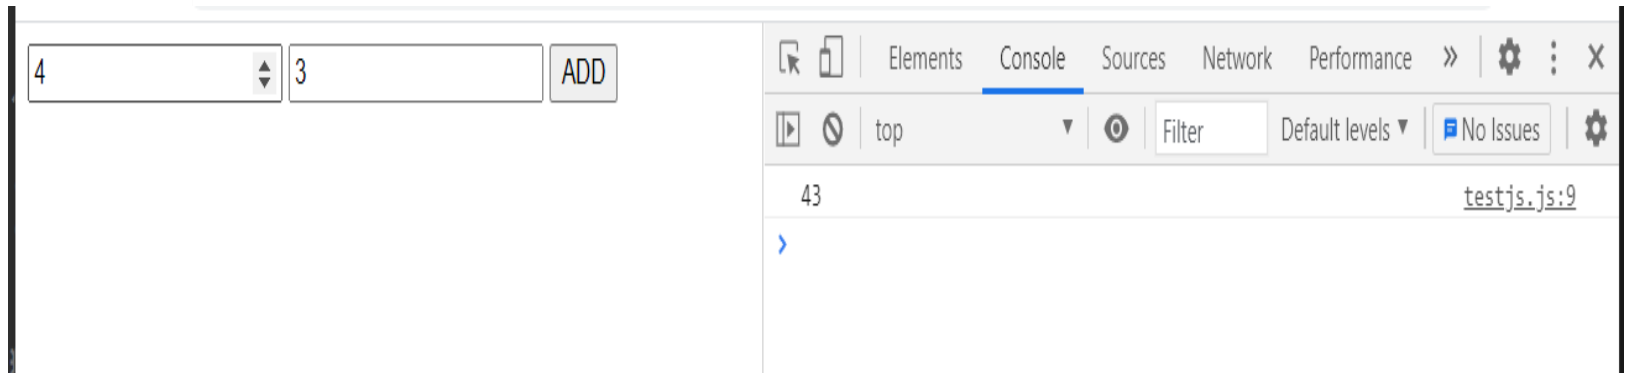 4 3 ADD
Elements Console Sources Network Performance »
top Filter Default levels No Issues
43 testjs.js:9